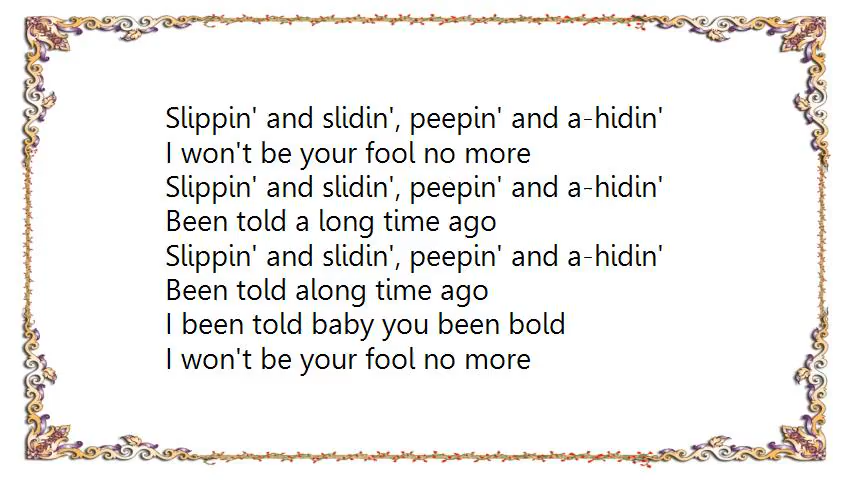 Slippin' and slidin', peepin' and a-hidin'
I won't be your fool no more
Slippin' and slidin', peepin' and a-hidin'
Been told a long time ago
Slippin' and slidin', peepin' and a-hidin'
Been told along time ago
I been told baby you been bold
I won't be your fool no more